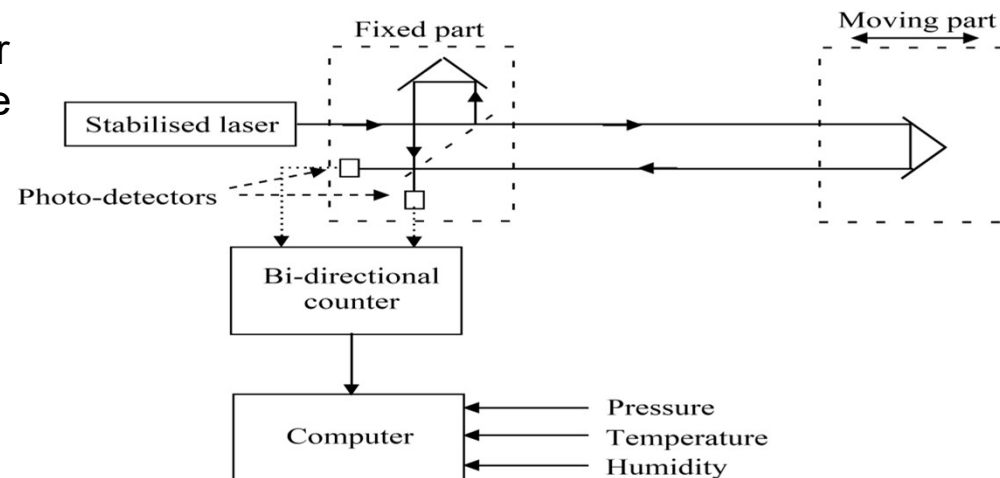 r
e
Fixed part
Moving part
Stabilised laser
Photo-detectors
Bi-directional
counter
Computer
Pressure
Temperature
Humidity